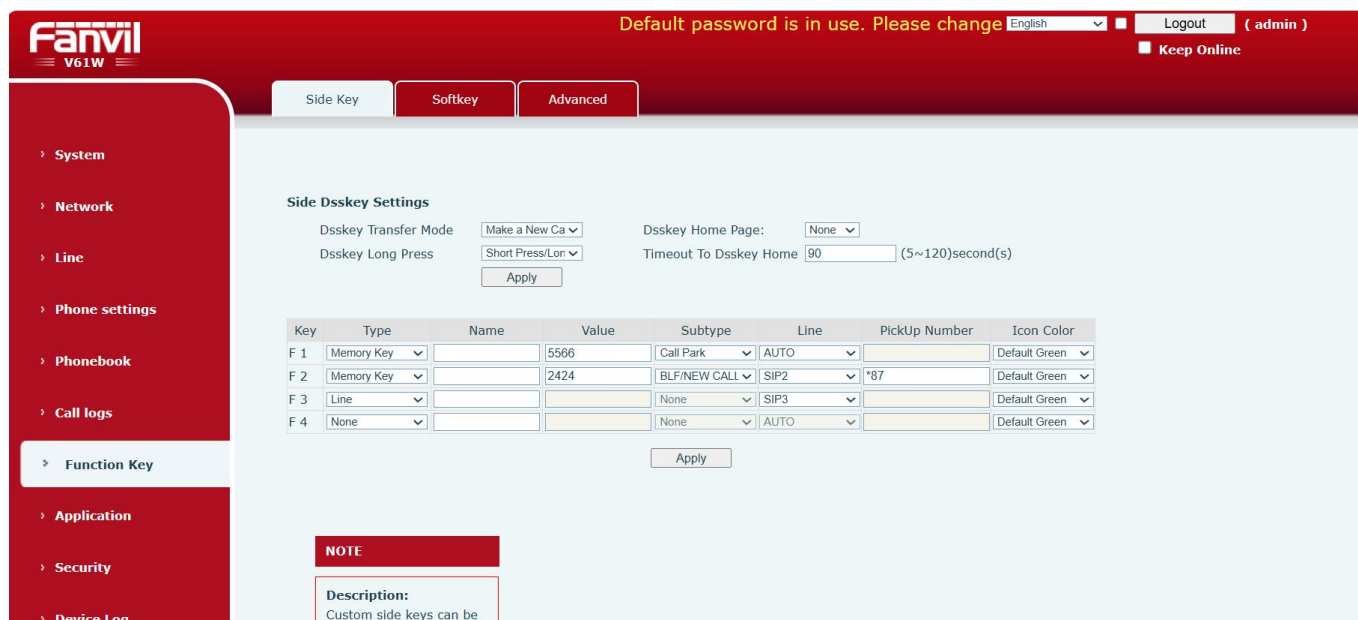 Fanvil
V61W
Default password is in use. Please change English Logout ( admin )
Keep Online
Side Key Softkey Advanced
System
Network
Line
Phone settings
Phonebook
Call logs
Function Key
Application
Security
Device Log
Side Dsskey Settings
Dsskey Transfer Mode Make a New Ca Dsskey Home Page: None
Dsskey Long Press Short Press/Lon Timeout To Dsskey Home 90 (5~120)second(s)
Apply
Key Type Name Value Subtype Line PickUp Number Icon Color
F 1 Memory Key 5566 Call Park AUTO Default Green
F 2 Memory Key 2424 BLF/NEW CALL SIP2 *87 Default Green
F 3 Line None SIP3 Default Green
F 4 None None AUTO Default Green
Apply
NOTE
Description:
Custom side keys can be